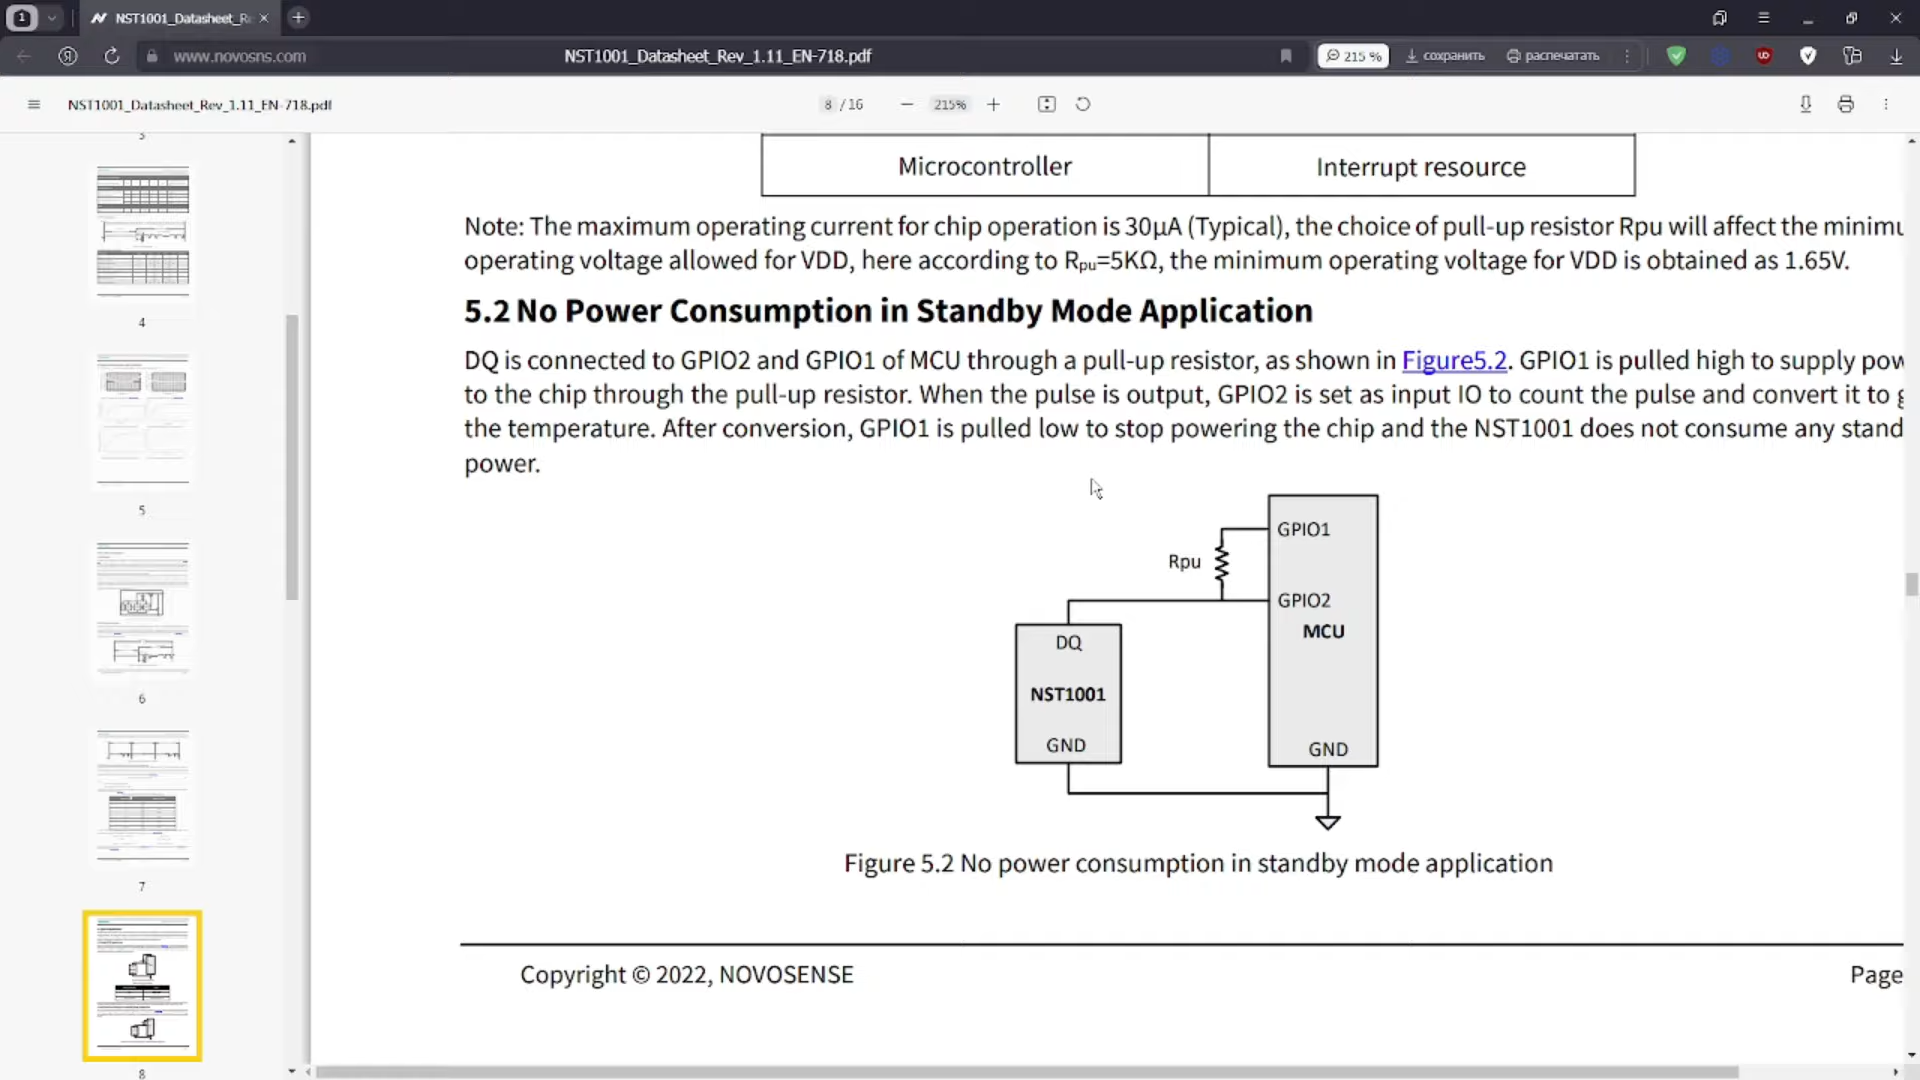 1
NST1001_Datasheet_R
www.novosns.com
NST1001_Datasheet_Rev_1.11_EN-718.pdf
215 %
сохранить
распечатать
NST1001_Datasheet_Rev_1.11_EN-718.pdf
8 / 16
215%
3
4
5
6
7
8
Microcontroller
Interrupt resource
Note: The maximum operating current for chip operation is 30µA (Typical), the choice of pull-up resistor Rpu will affect the minimu
operating voltage allowed for VDD, here according to Rpu=5KΩ, the minimum operating voltage for VDD is obtained as 1.65V.
5.2 No Power Consumption in Standby Mode Application
DQ is connected to GPIO2 and GPIO1 of MCU through a pull-up resistor, as shown in Figure5.2. GPIO1 is pulled high to supply pow
to the chip through the pull-up resistor. When the pulse is output, GPIO2 is set as input IO to count the pulse and convert it to g
the temperature. After conversion, GPIO1 is pulled low to stop powering the chip and the NST1001 does not consume any stand
power.
GPIO1
Rpu
GPIO2
MCU
DQ
NST1001
GND
GND
Figure 5.2 No power consumption in standby mode application
Copyright © 2022, NOVOSENSE
Page